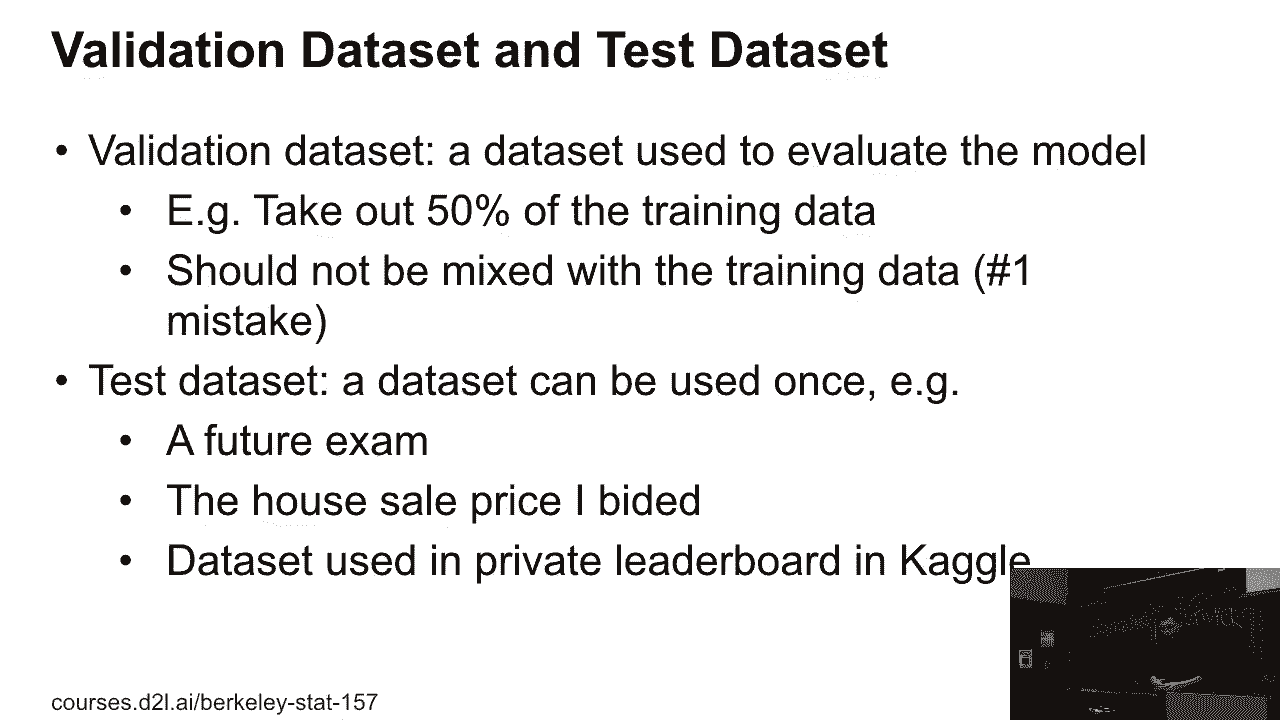 Validation Dataset and Test Dataset
• Validation dataset: a dataset used to evaluate the model
• E.g. Take out 50% of the training data
• Should not be mixed with the training data (#1
mistake)
• Test dataset: a dataset can be used once, e.g.
• A future exam
• The house sale price I bided
• Dataset used in private leaderboard in Kaggle
courses.d2l.ai/berkeley-stat-157